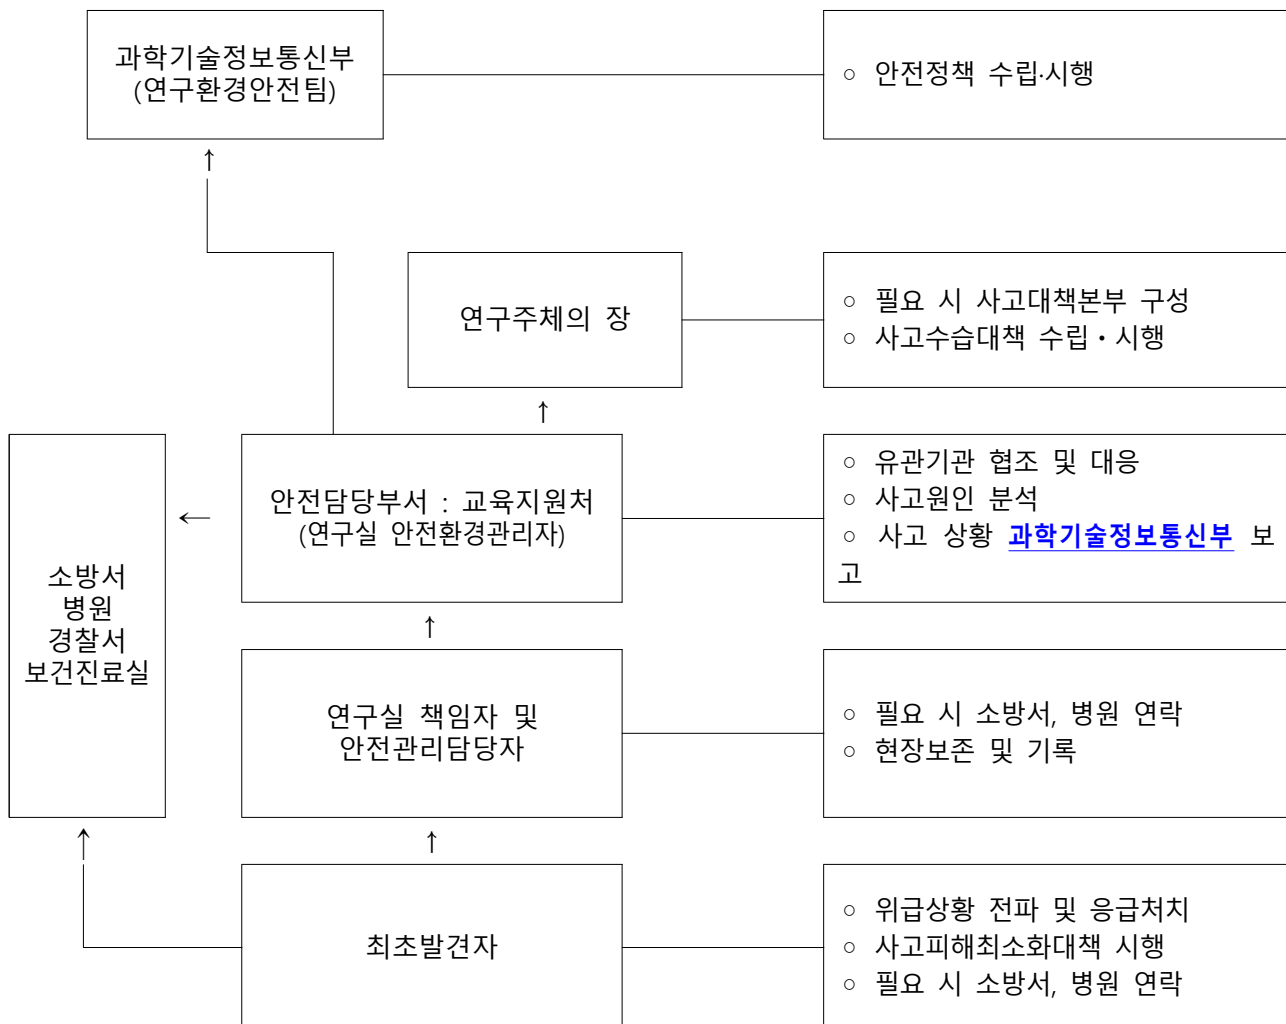 과학기술정보통신부
(연구환경안전팀)
○ 안전정책 수립·시행
↑
연구주체의 장
○ 필요 시 사고대책본부 구성
○ 사고수습대책 수립・시행
↑
소방서
병원
경찰서
보건진료실
←
안전담당부서 : 교육지원처
(연구실 안전환경관리자)
○ 유관기관 협조 및 대응
○ 사고원인 분석
○ 사고 상황 과학기술정보통신부 보
고
↑
연구실 책임자 및
안전관리담당자
○ 필요 시 소방서, 병원 연락
○ 현장보존 및 기록
↑
↑
최초발견자
○ 위급상황 전파 및 응급처치
○ 사고피해최소화대책 시행
○ 필요 시 소방서, 병원 연락